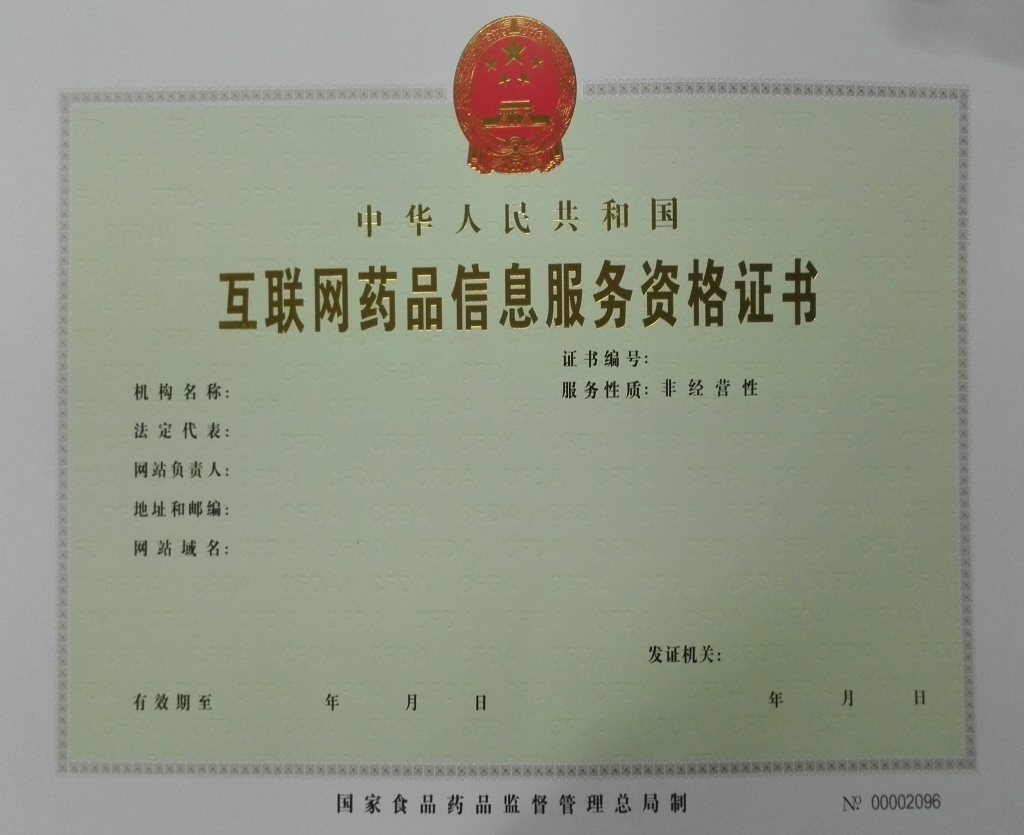 中华人民共和国
互联网药品信息服务资格证书
证书编号：
机构名称：
服务性质：非经营性
法定代表：
网站负责人：
地址和邮编：
网站域名：
发证机关：
有效期至 年 月 日
年 月 日
国家食品药品监督管理总局制
№ 00002096
CFDA